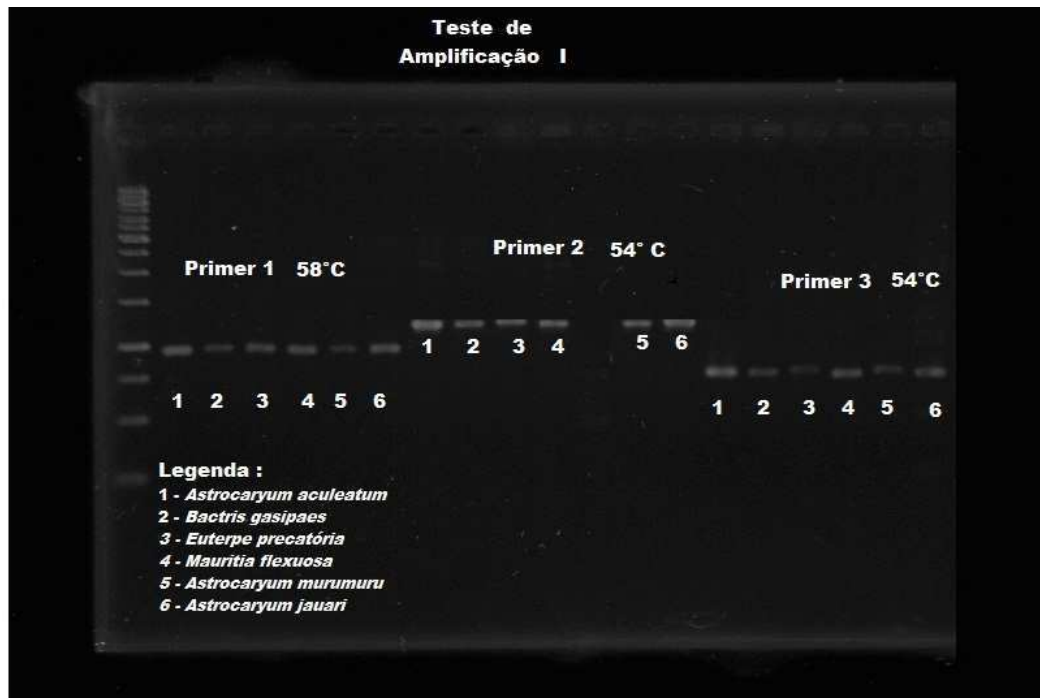 Teste de
Amplificação I
Primer 2 54° C
Primer 1 58°C
Primer 3 54°C
1 2 3 4 5 6
1 2 3 4 5 6
1 2 3 4 5 6
Legenda :
1 - Astrocaryum aculeatum
2 - Bactris gasipaes
3 - Euterpe precatória
4 - Mauritia flexuosa
5 - Astrocaryum murumuru
6 - Astrocaryum jauari